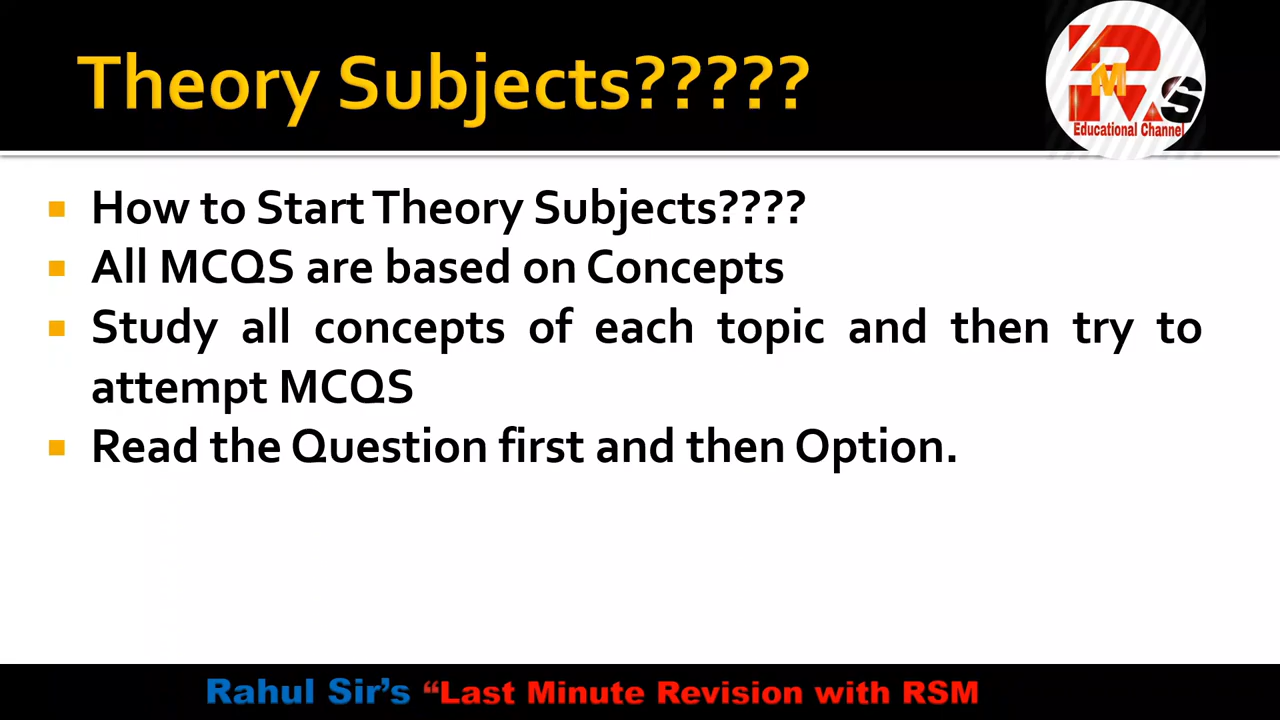 Theory Subjects?????
RMS
Educational Channel
How to Start Theory Subjects????
All MCQS are based on Concepts
Study all concepts of each topic and then try to
attempt MCQS
Read the Question first and then Option.
Rahul Sir's “Last Minute Revision with RSM